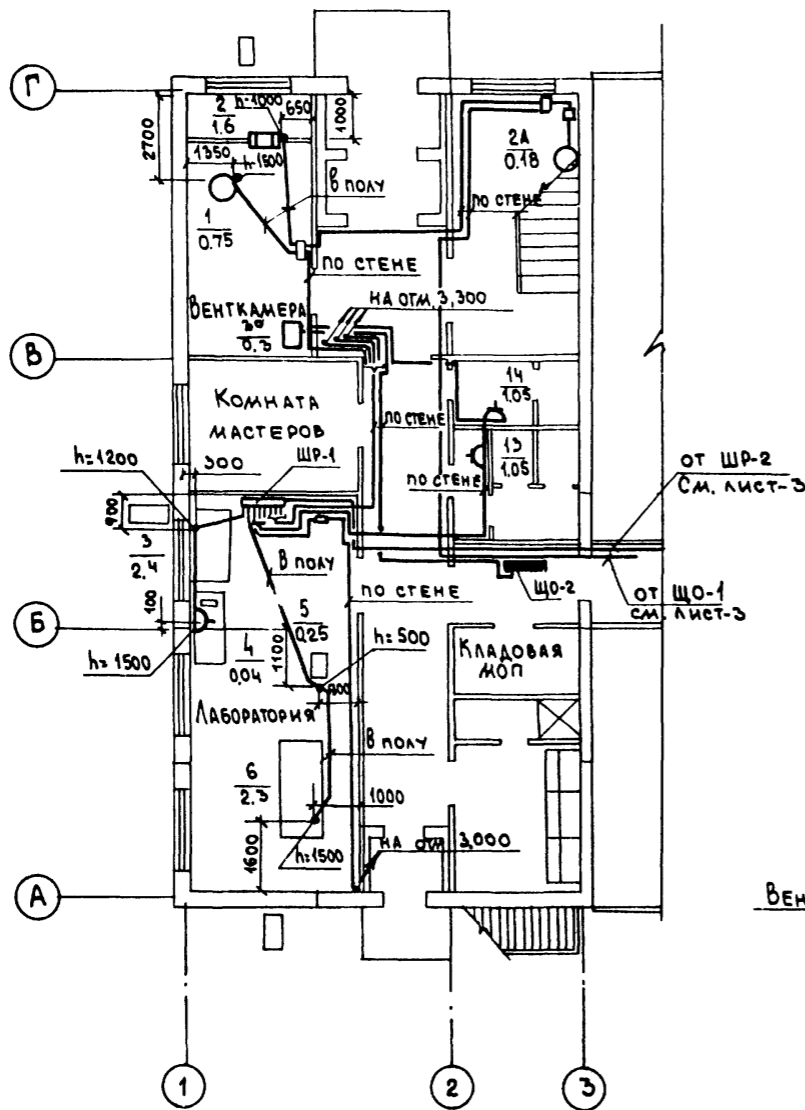 Г
2
1.6
h-1000
650
1000
2700
1350
h-1500
2А
0.18
В ПОЛУ
1
0.75
ПО СТЕНЕ
ПО СТЕНЕ
НА ОТМ. 3,300
ВЕНТКАМЕРА
0.3
В
КОМНАТА
МАСТЕРОВ
ПО СТЕНЕ
14
1.05
13
1.05
h=1200
300
ШР-1
ПО СТЕНЕ
ОТ ШР-2
СМ. ЛИСТ-3
900
3
2.4
В ПОЛУ
ПО СТЕНЕ
ЩО-2
ОТ ЩО-1
СМ. ЛИСТ-3
100
Б
5
0.25
h=500
КЛАДОВАЯ
МОП
h=1500
4
0,04
1100
ЛАБОРАТОРИЯ
В ПОЛУ
6
2.3
1000
1600
h=1500
НА ОТМ 3,000
А
ВЕН
1
2
3